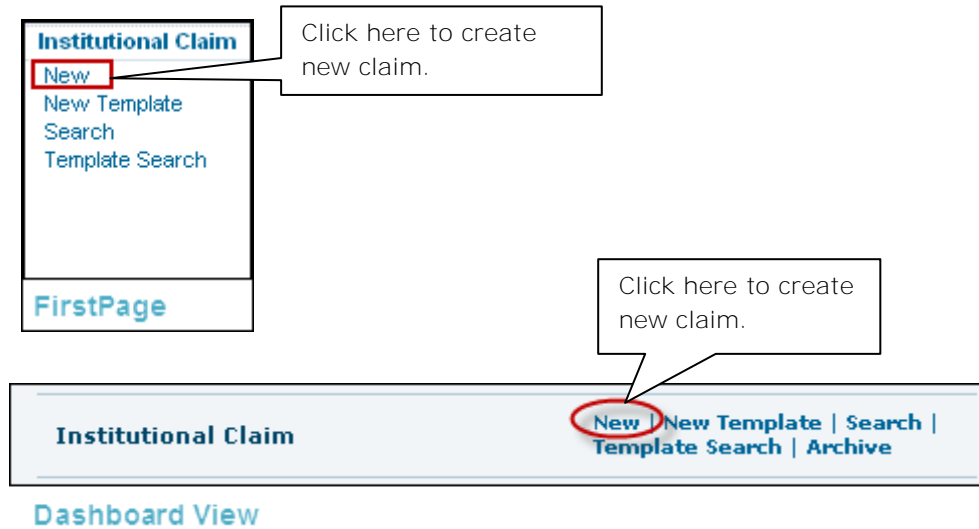 Institutional Claim
New
New Template
Search
Template Search
Click here to create
new claim.
FirstPage
Click here to create
new claim.
Institutional Claim
New | New Template | Search |
Template Search | Archive
Dashboard View